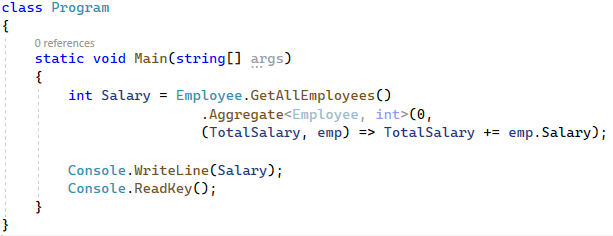 class Program
{
0 references
static void Main(string[] args)
{
int Salary = Employee.GetAllEmployees()
.Aggregate<Employee, int>(0,
(TotalSalary, emp) => TotalSalary += emp.Salary);
Console.WriteLine(Salary);
Console.ReadKey();
}
}